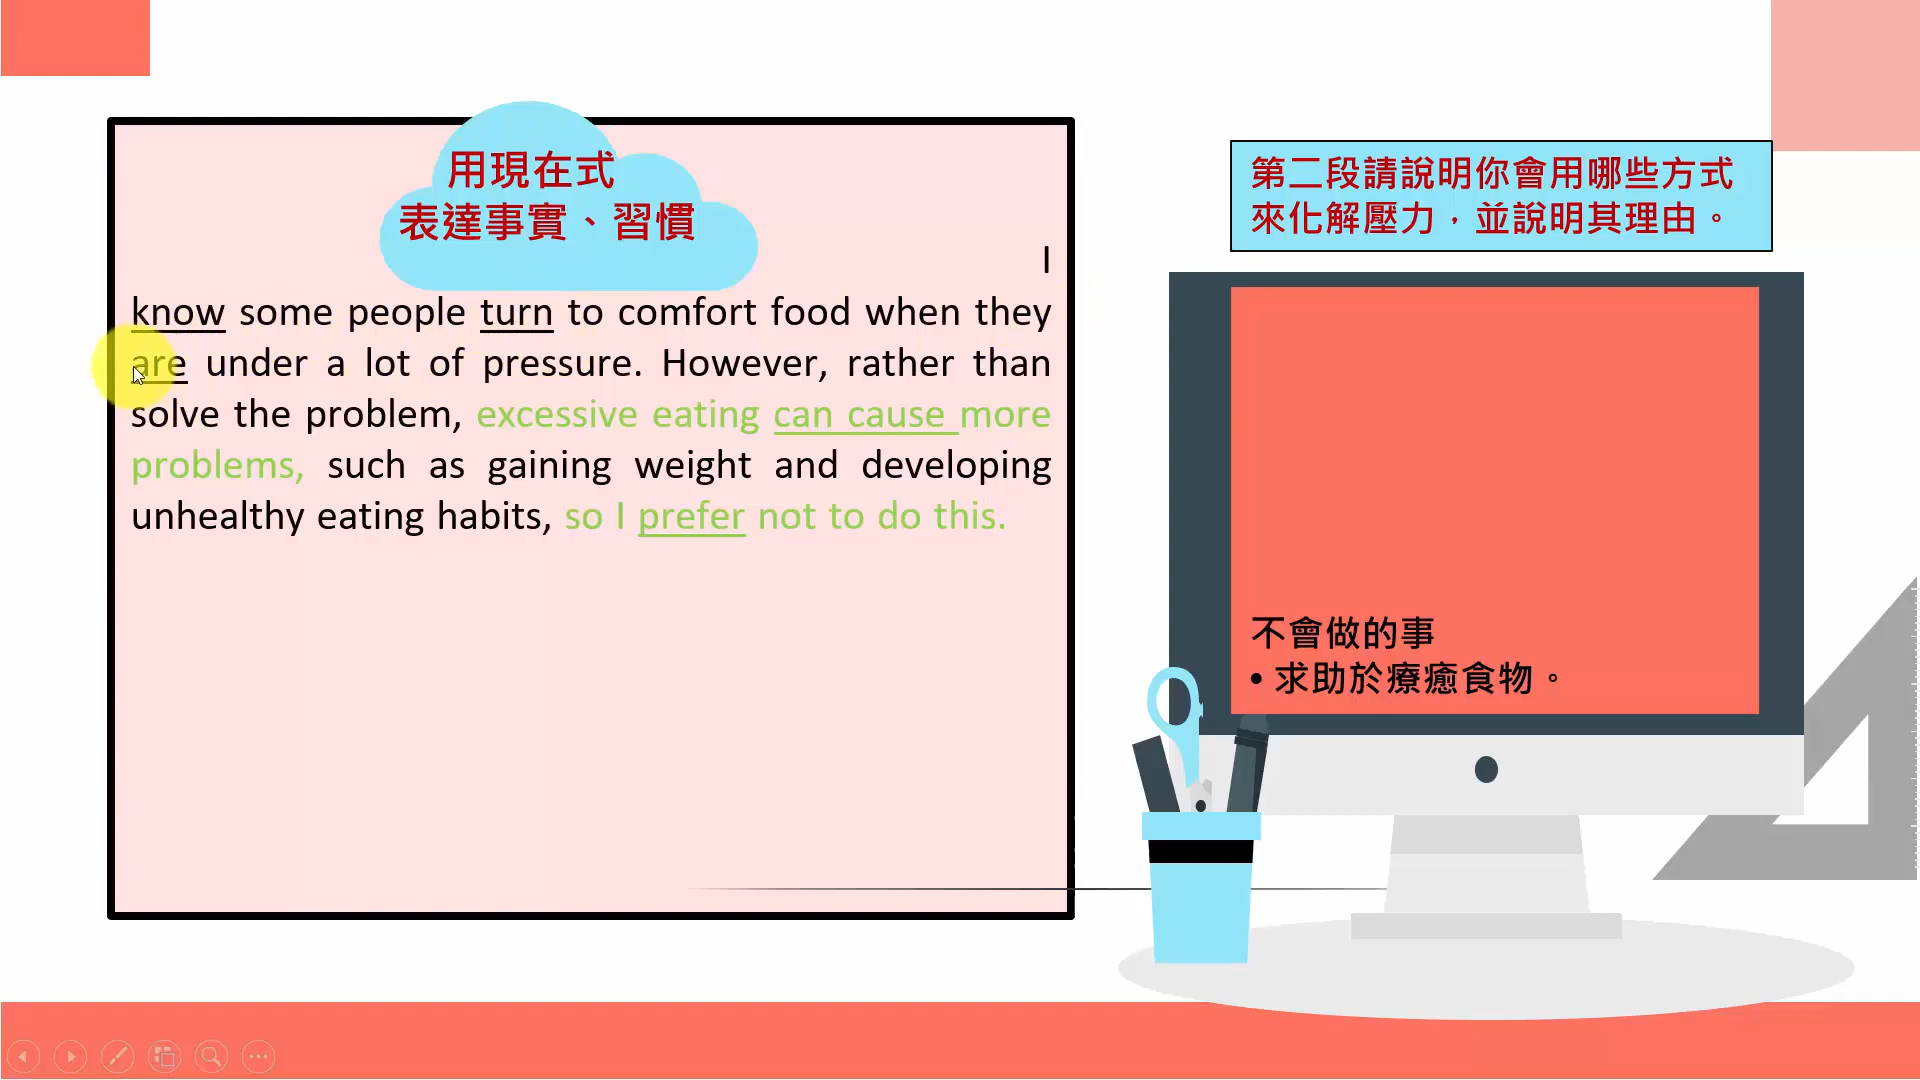 用現在式
表達事實、習慣
I
know some people turn to comfort food when they
are under a lot of pressure. However, rather than
solve the problem, excessive eating can cause more
problems, such as gaining weight and developing
unhealthy eating habits, so I prefer not to do this.
第二段請說明你會用哪些方式
來化解壓力，並說明其理由。
不會做的事
• 求助於療癒食物。